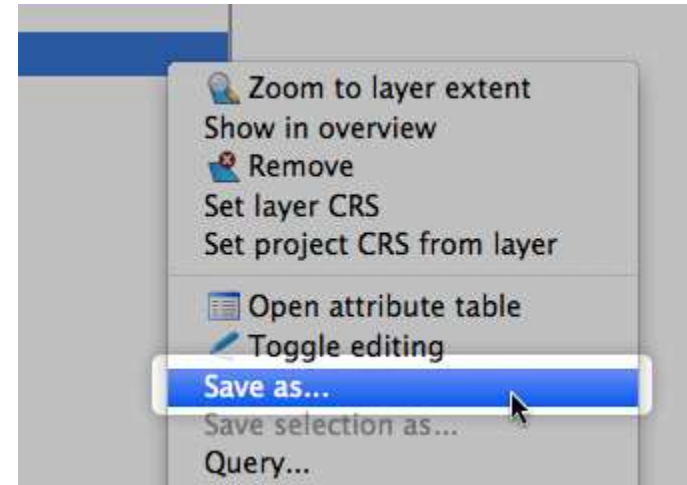 Zoom to layer extent
Show in overview
Remove
Set layer CRS
Set project CRS from layer
Open attribute table
Toggle editing
Save as...
Save selection as...
Query...